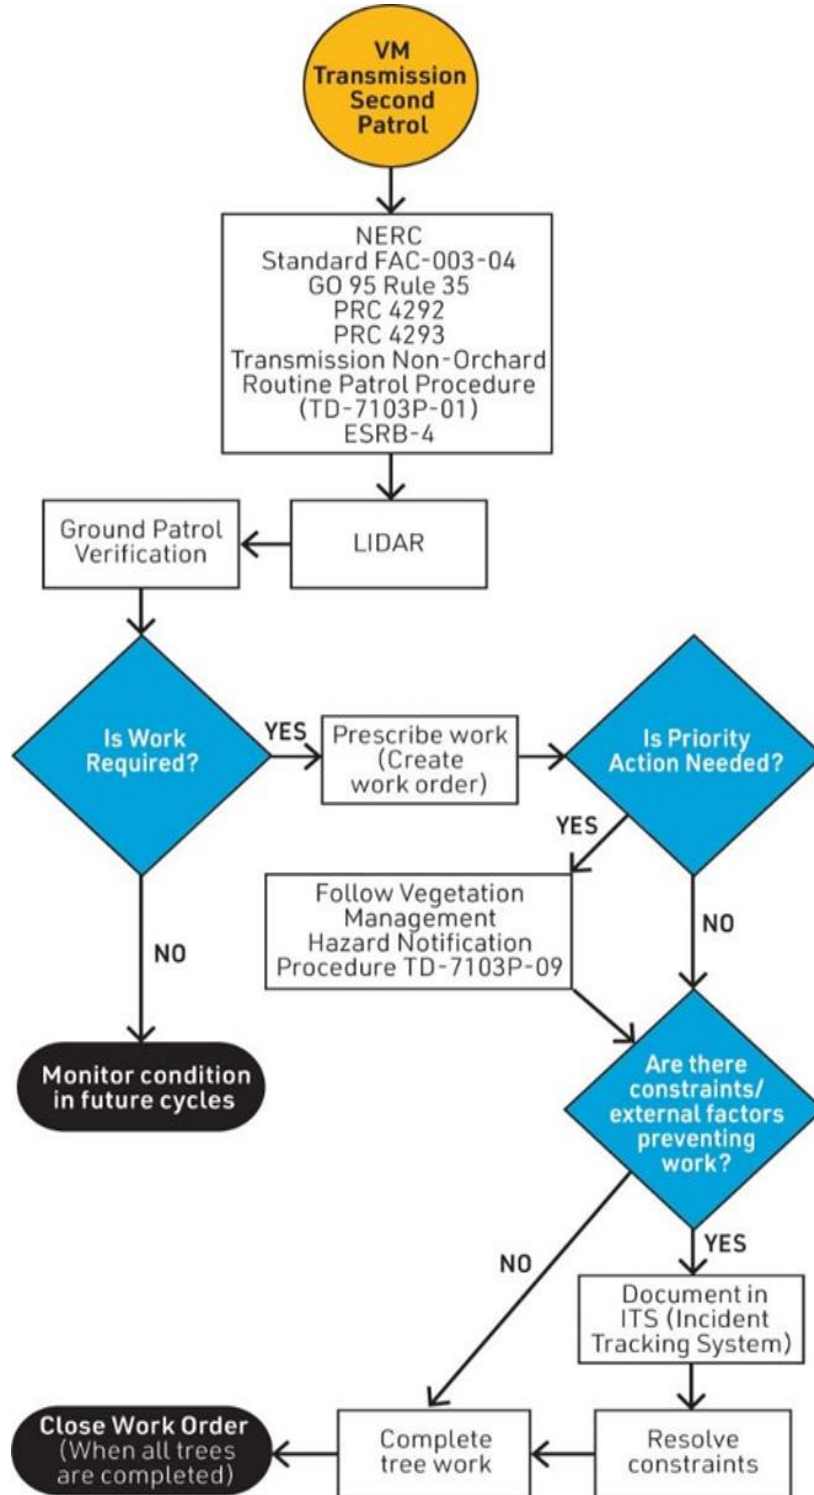 VM
Transmission
Second
Patrol
NERC
Standard FAC-003-04
GO 95 Rule 35
PRC 4292
PRC 4293
Transmission Non-Orchard
Routine Patrol Procedure
(TD-7103P-01)
ESRB-4
LIDAR
Ground Patrol
Verification
Is Work
Required?
YES
Prescribe work
(Create
work order)
Is Priority
Action Needed?
YES
Follow Vegetation
Management
Hazard Notification
Procedure TD-7103P-09
NO
NO
Monitor condition
in future cycles
Are there
constraints/
external factors
preventing
work?
YES
NO
Document in
ITS (Incident
Tracking System)
Resolve
constraints
Complete
tree work
Close Work Order
(When all trees
are completed)